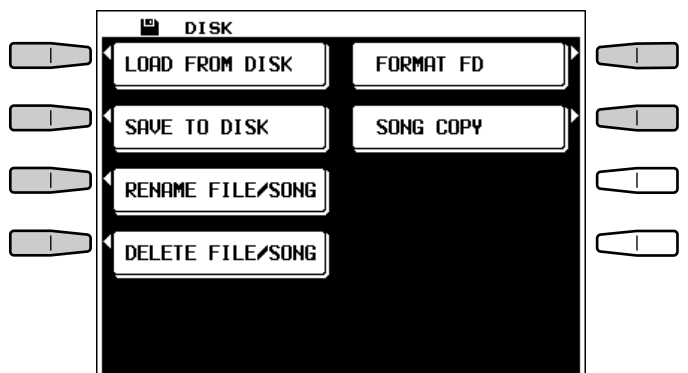 DISK
LOAD FROM DISK
FORMAT FD
SAVE TO DISK
SONG COPY
RENAME FILE/SONG
DELETE FILE/SONG